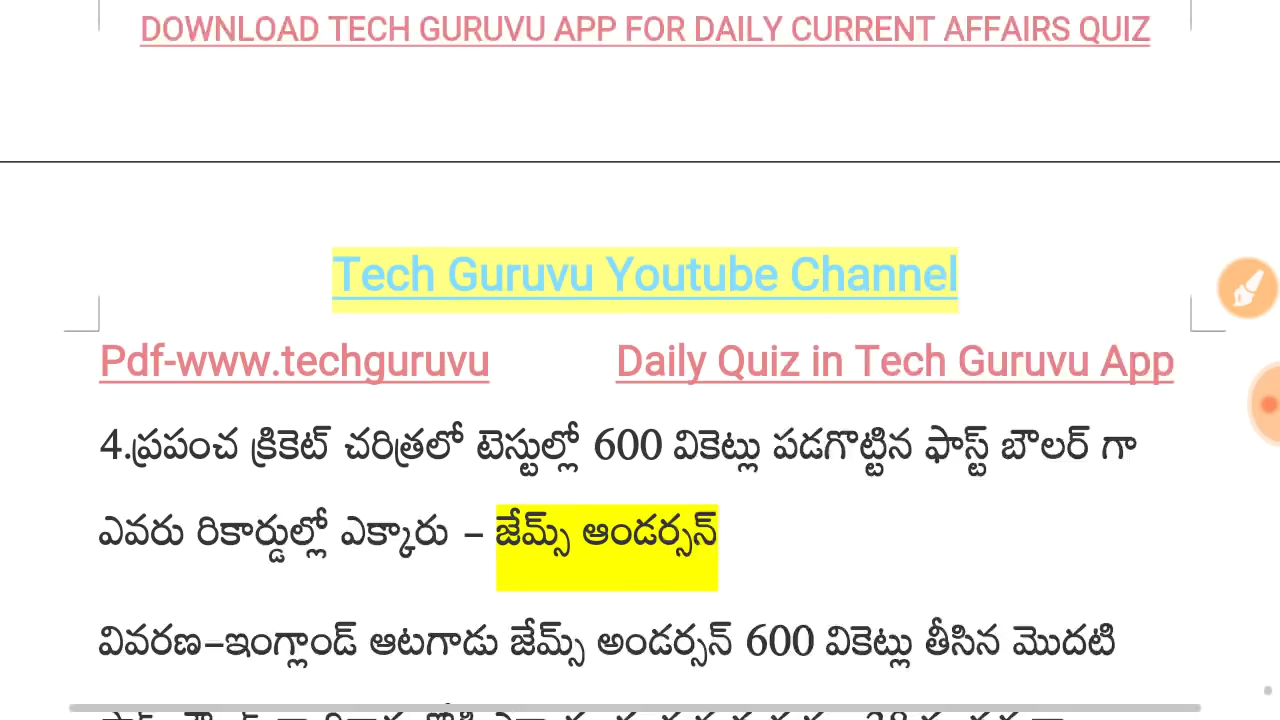 DOWNLOAD TECH GURUVU APP FOR DAILY CURRENT AFFAIRS QUIZ
Tech Guruvu Youtube Channel
Pdf-www.techguruvu Daily Quiz in Tech Guruvu App
4.ప్రపంచ క్రికెట్ చరిత్రలో టెస్టుల్లో 600 వికెట్లు పడగొట్టిన ఫాస్ట్ బౌలర్ గా
ఎవరు రికార్డుల్లో ఎక్కారు – జేమ్స్ ఆండర్సన్
వివరణ–ఇంగ్లాండ్ ఆటగాడు జేమ్స్ అండర్సన్ 600 వికెట్లు తీసిన మొదటి